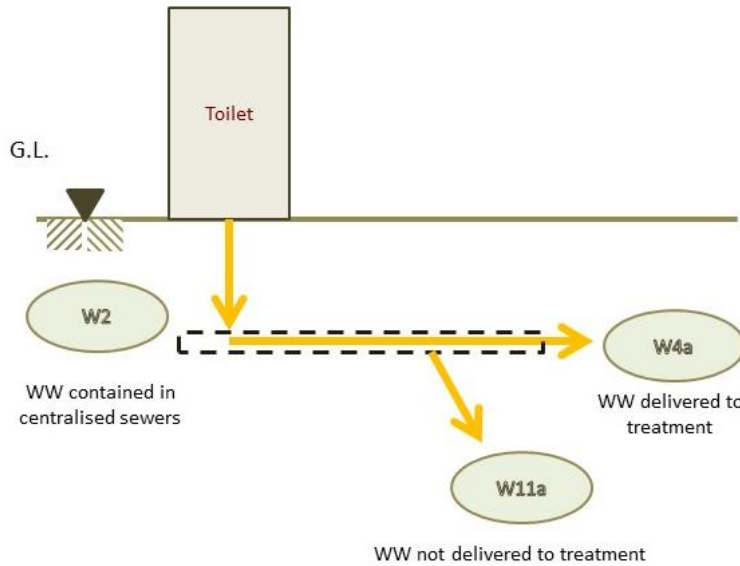 Toilet
G.L.
W2
WW contained in
centralised sewers
W4a
WW delivered to
treatment
W11a
WW not delivered to treatment